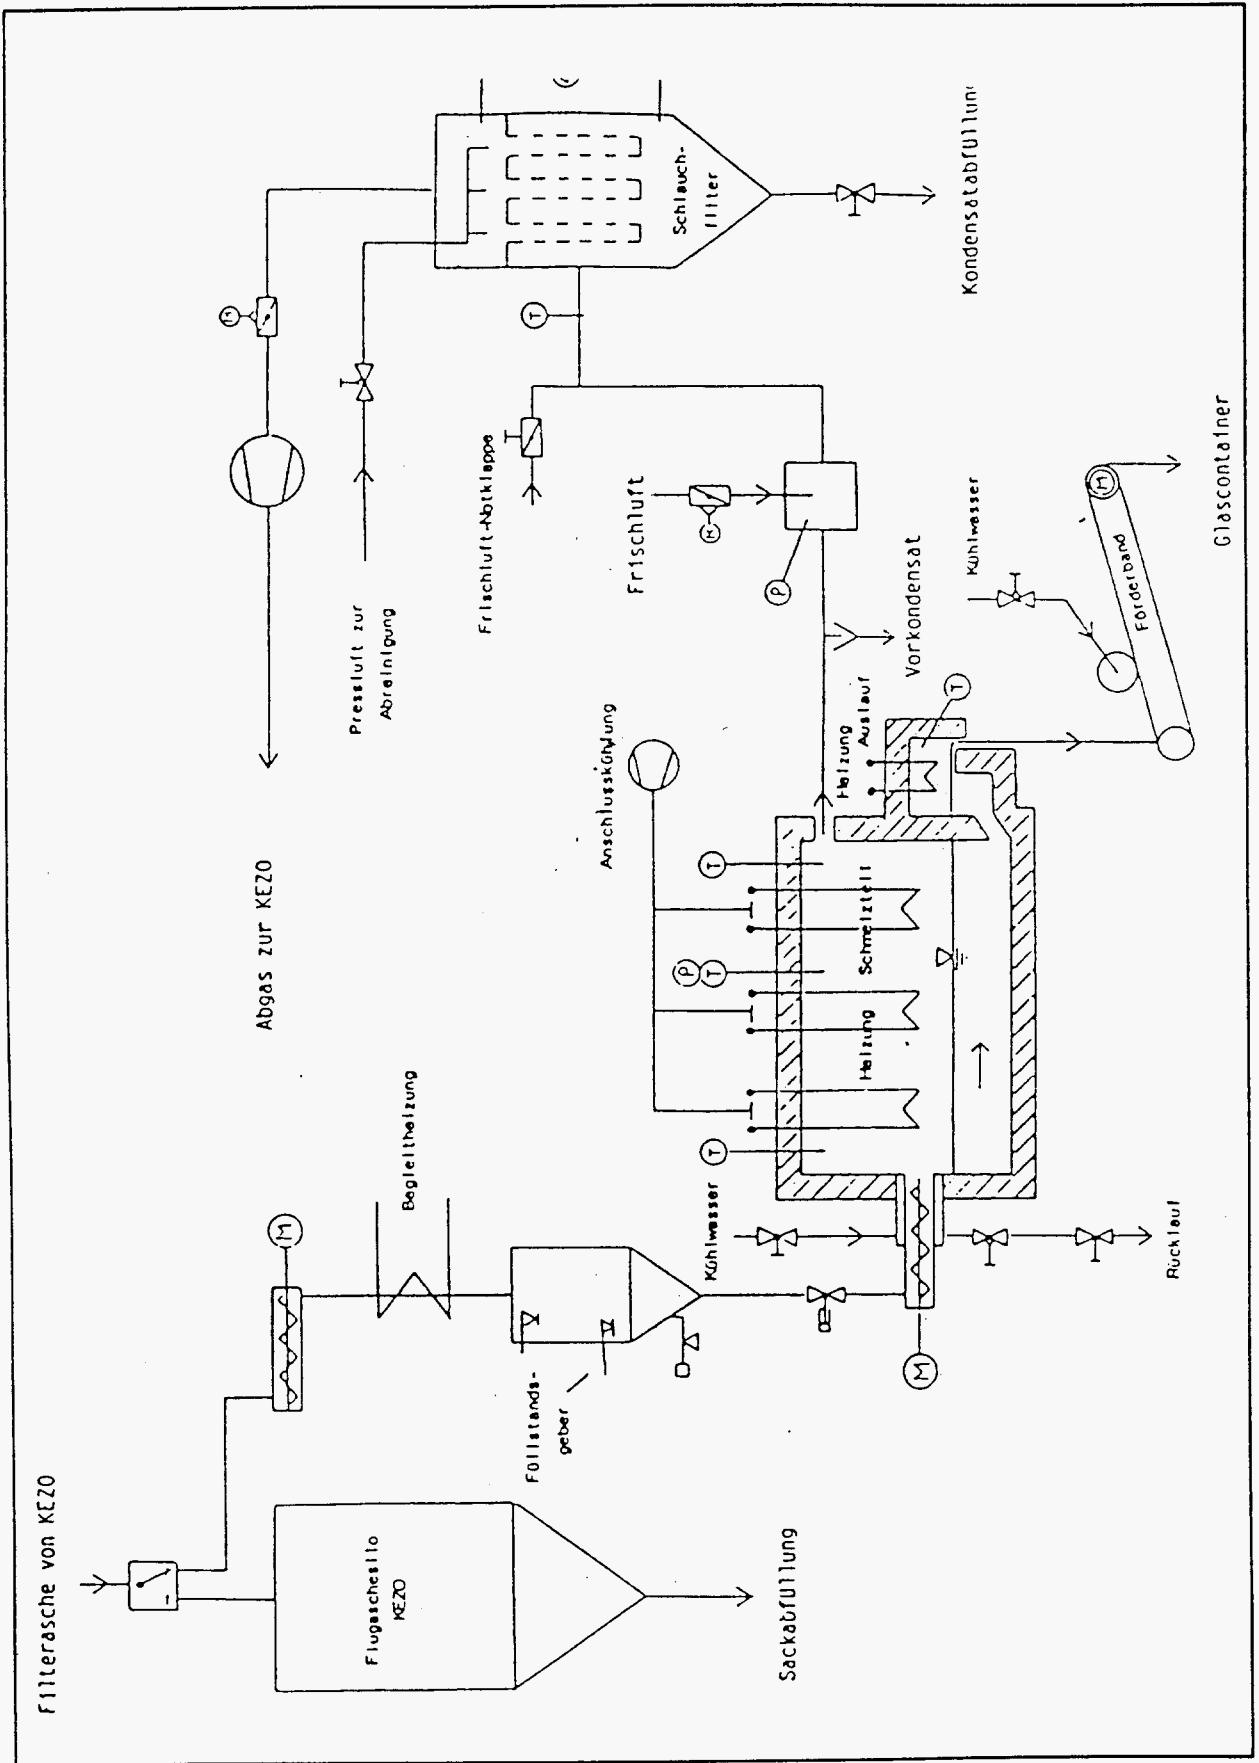 Filterasche von KEZO
Flugaschesilo
KEZO
Sackabfüllung
M
Begleitheizung
Füllstands-
geber
Abgas zur KEZO
Kühlwasser
M
Rücklauf
T
P
T
T
Heizung
Schmelzteil
Anschlusskühlung
Heizung
Auslauf
T
Vorkondensat
Pressluft zur
Abreinigung
M
Frischluft-Notklappe
Frischluft
M
P
T
Schlauch-
filter
Kondensatabfüllung
Kühlwasser
Förderband
M
Glascontainer